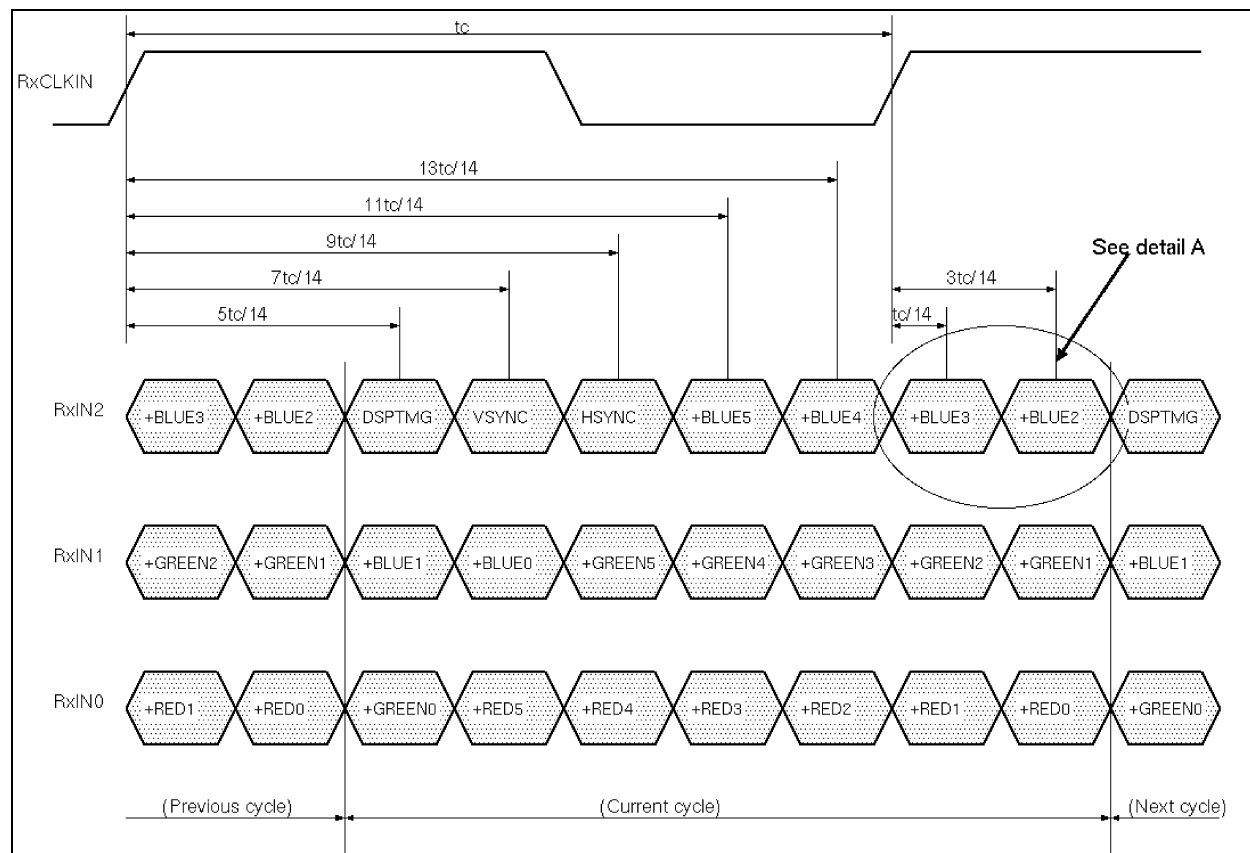 tc
RxCLKIN
13tc/14
11tc/14
9tc/14
See detail A
7tc/14
3tc/14
5tc/14
tc/14
RxIN2 +BLUE3 +BLUE2 DSPTMG VSYNC HSYNC +BLUE5 +BLUE4 +BLUE3 +BLUE2 DSPTMG
RxIN1 +GREEN2 +GREEN1 +BLUE1 +BLUE0 +GREEN5 +GREEN4 +GREEN3 +GREEN2 +GREEN1 +BLUE1
RxIN0 +RED1 +RED0 +GREEN0 +RED5 +RED4 +RED3 +RED2 +RED1 +RED0 +GREEN0
(Previous cycle) (Current cycle) (Next cycle)